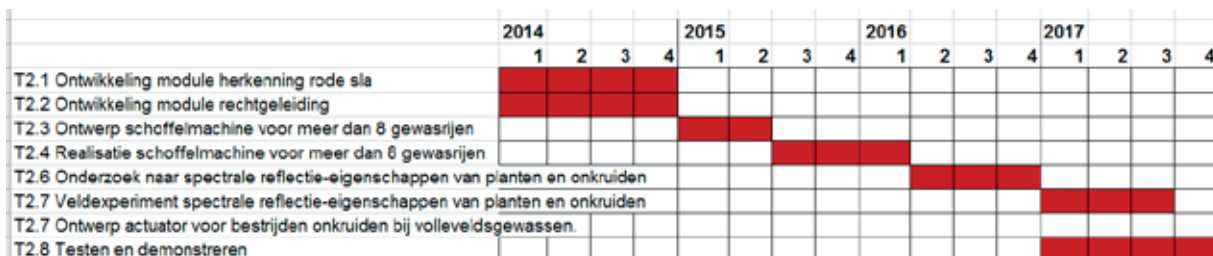 2014 2015 2016 2017
1 2 3 4 1 2 3 4 1 2 3 4 1 2 3 4
T2.1 Ontwikkeling module herkenning rode sla
T2.2 Ontwikkeling module rechtgeleiding
T2.3 Ontwerp schoffelmachine voor meer dan 8 gewasrijen
T2.4 Realisatie schoffelmachine voor meer dan 6 gewasrijen
T2.6 Onderzoek naar spectrale reflectie-eigenschappen van planten en onkruiden
T2.7 Veldexperiment spectrale reflectie-eigenschappen van planten en onkruiden
T2.7 Ontwerp actuator voor bestrijden onkruiden bij volleveldsgewassen.
T2.8 Testen en demonstreren